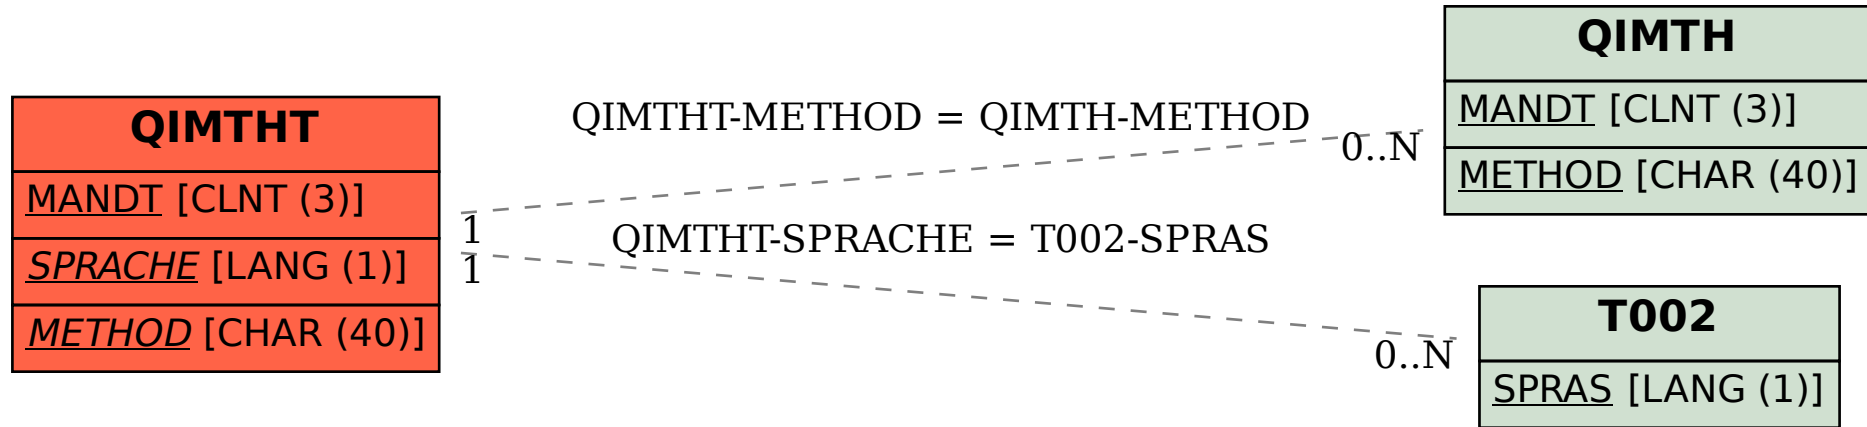 QIMTHT
MANDT [CLNT (3)]
SPRACHE [LANG (1)]
METHOD [CHAR (40)]
QIMTHT-METHOD = QIMTH-METHOD
1
0..N
QIMTHT-SPRACHE = T002-SPRAS
1
0..N
QIMTH
MANDT [CLNT (3)]
METHOD [CHAR (40)]
T002
SPRAS [LANG (1)]